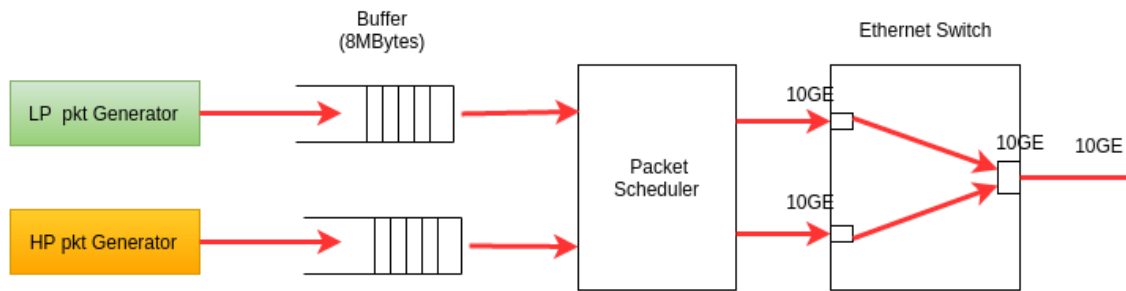 Buffer
(8MBytes)
Ethernet Switch
LP pkt Generator
10GE
10GE
10GE
Packet
Scheduler
10GE
HP pkt Generator